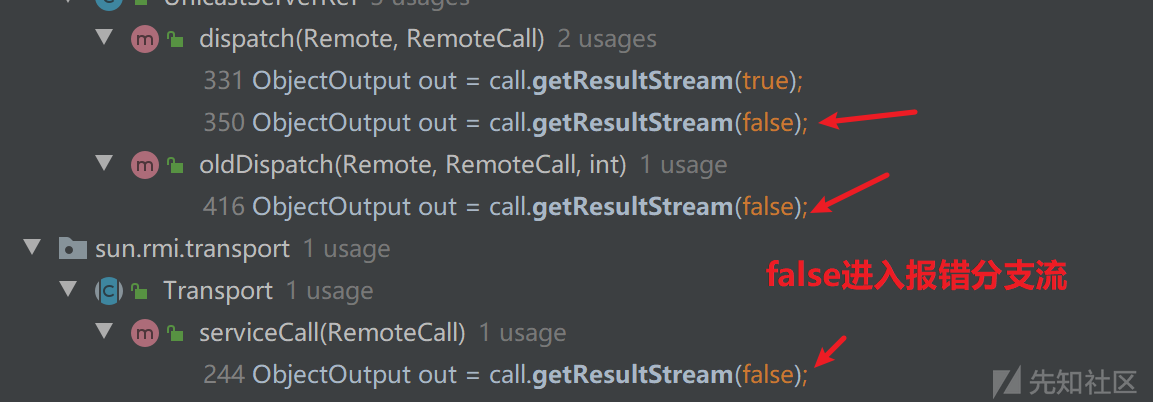 UnicastServerRef 3 usages
dispatch(Remote, RemoteCall) 2 usages
331 ObjectOutput out = call.getResultStream(true);
350 ObjectOutput out = call.getResultStream(false);
oldDispatch(Remote, RemoteCall, int) 1 usage
416 ObjectOutput out = call.getResultStream(false);
sun.rmi.transport 1 usage
false进入报错分支流
Transport 1 usage
serviceCall(RemoteCall) 1 usage
244 ObjectOutput out = call.getResultStream(false);
先知社区